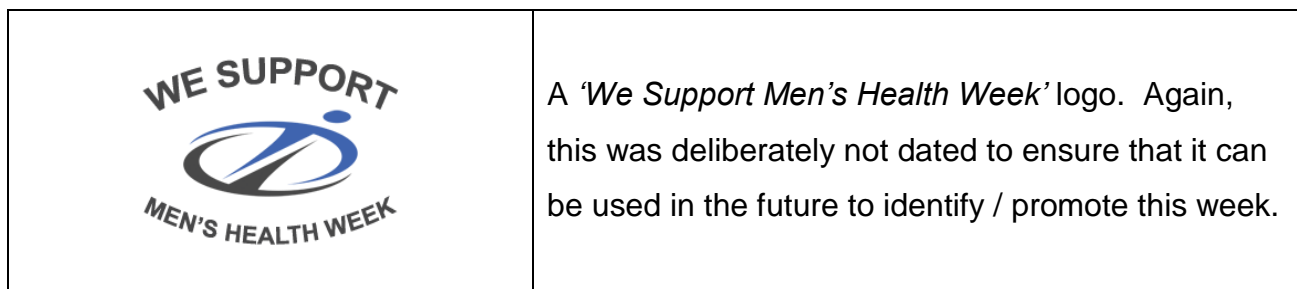 WE SUPPORT
MEN'S HEALTH WEEK
A ‘We Support Men’s Health Week’ logo.  Again,
this was deliberately not dated to ensure that it can
be used in the future to identify / promote this week.